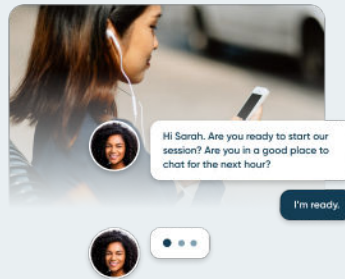 Hi Sarah. Are you ready to start our
session? Are you in a good place to
chat for the next hour?
I'm ready.